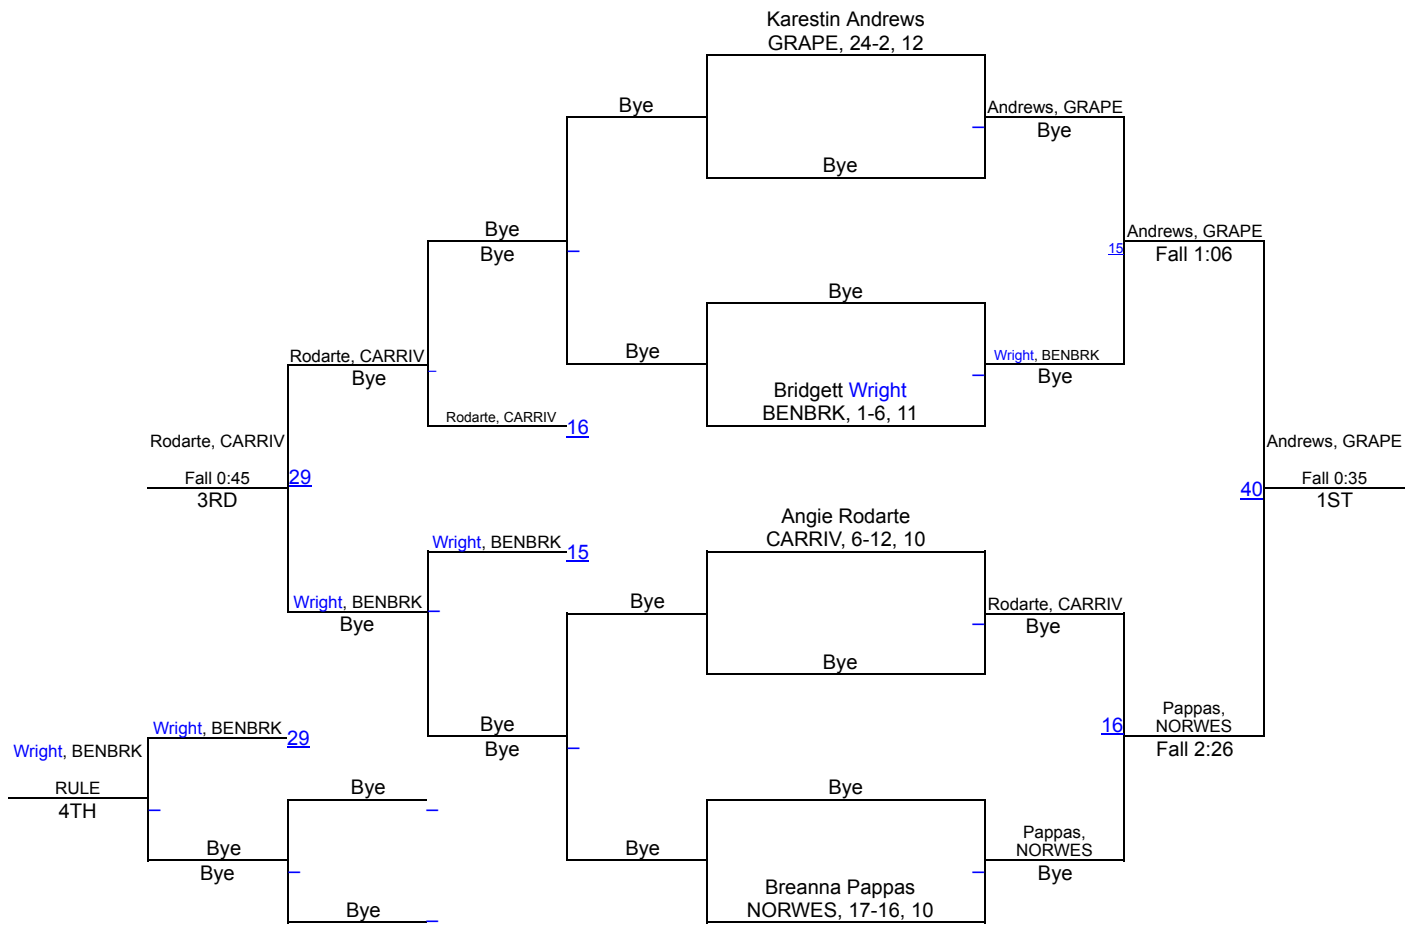 Karestin Andrews
GRAPE, 24-2, 12
Bye
Andrews, GRAPE
Bye
Bye
Bye
Bye
Andrews, GRAPE
15
Fall 1:06
Bye
Bye
Rodarte, CARRIV
Bye
Wright, BENBRK
Bye
Bridgett Wright
BENBRK, 1-6, 11
Rodarte, CARRIV
16
Rodarte, CARRIV
Fall 0:45
29
3RD
Andrews, GRAPE
40
Fall 0:35
1ST
Angie Rodarte
CARRIV, 6-12, 10
Wright, BENBRK
15
Wright, BENBRK
Bye
Bye
Rodarte, CARRIV
Bye
Bye
Bye
Bye
16
Pappas,
NORWES
Fall 2:26
Wright, BENBRK
29
Wright, BENBRK
RULE
4TH
Bye
Bye
Bye
Bye
Bye
Bye
Pappas,
NORWES
Bye
Breanna Pappas
NORWES, 17-16, 10